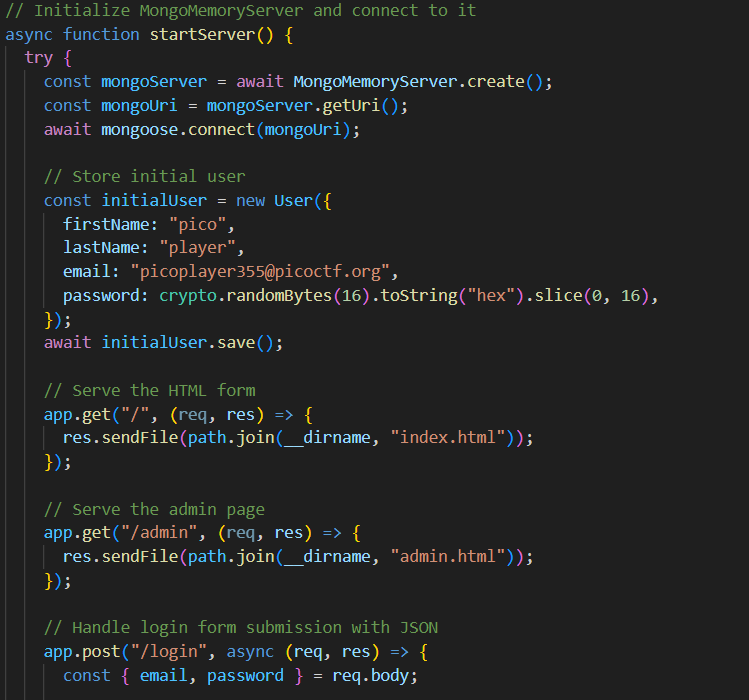 // Initialize MongoMemoryServer and connect to it
async function startServer() {
  try {
    const mongoServer = await MongoMemoryServer.create();
    const mongoUri = mongoServer.getUri();
    await mongoose.connect(mongoUri);

    // Store initial user
    const initialUser = new User({
      firstName: "pico",
      lastName: "player",
      email: "picoplayer355@picoctf.org",
      password: crypto.randomBytes(16).toString("hex").slice(0, 16),
    });
    await initialUser.save();

    // Serve the HTML form
    app.get("/", (req, res) => {
      res.sendFile(path.join(__dirname, "index.html"));
    });

    // Serve the admin page
    app.get("/admin", (req, res) => {
      res.sendFile(path.join(__dirname, "admin.html"));
    });

    // Handle login form submission with JSON
    app.post("/login", async (req, res) => {
      const { email, password } = req.body;